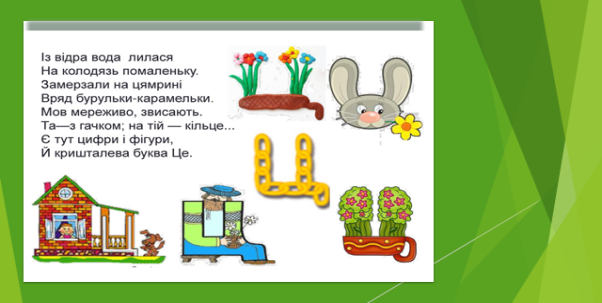 Із відра вода лилася
На колодязь помаленьку.
Замерзали на цямрині
Вряд бурульки-карамельки.
Мов мереживо, звисають.
Та—з гачком; на тій — кільце...
Є тут цифри і фігури,
Й кришталева буква Це.
Ц